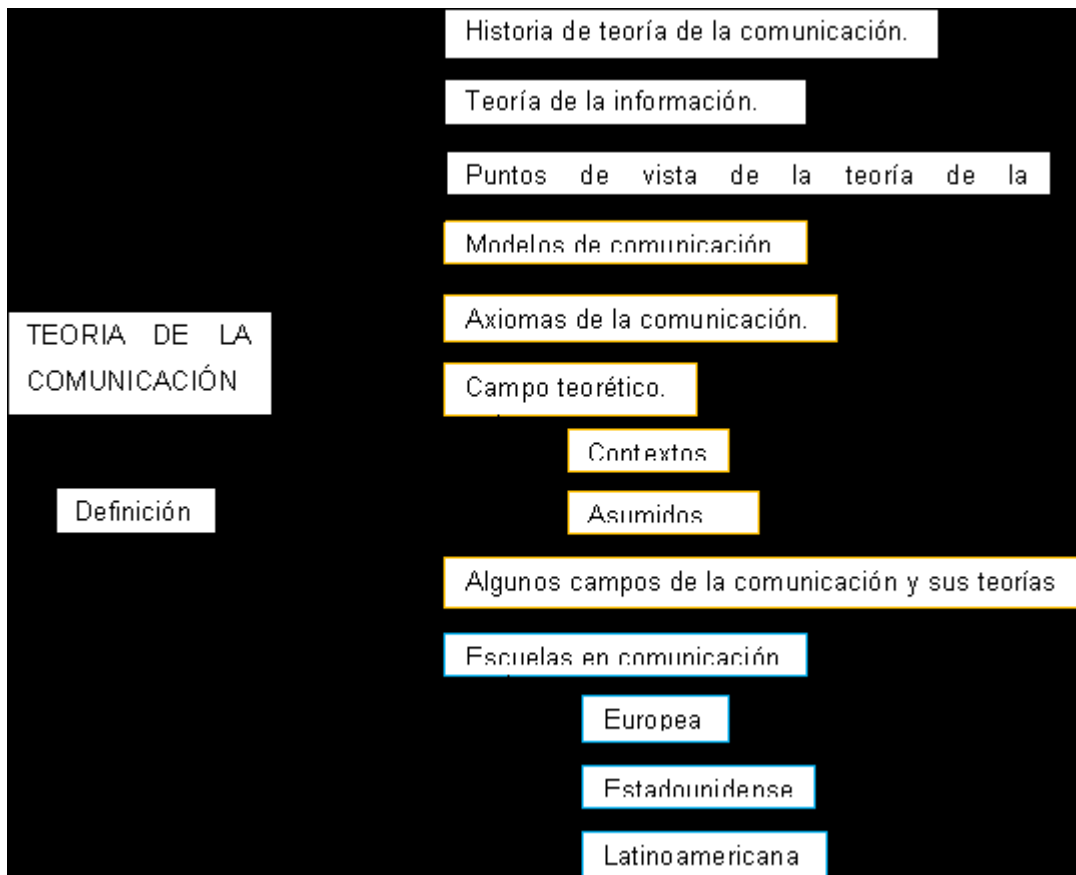 Historia de teoría de la comunicación.
Teoría de la información.
Puntos de vista de la teoría de la
Modelos de comunicación
Axiomas de la comunicación.
TEORIA DE LA
COMUNICACIÓN
Campo teorético.
Contextos
Definición
Asumidos
Algunos campos de la comunicación y sus teorías
Escuelas en comunicación
Europea
Estadounidense
Latinoamericana